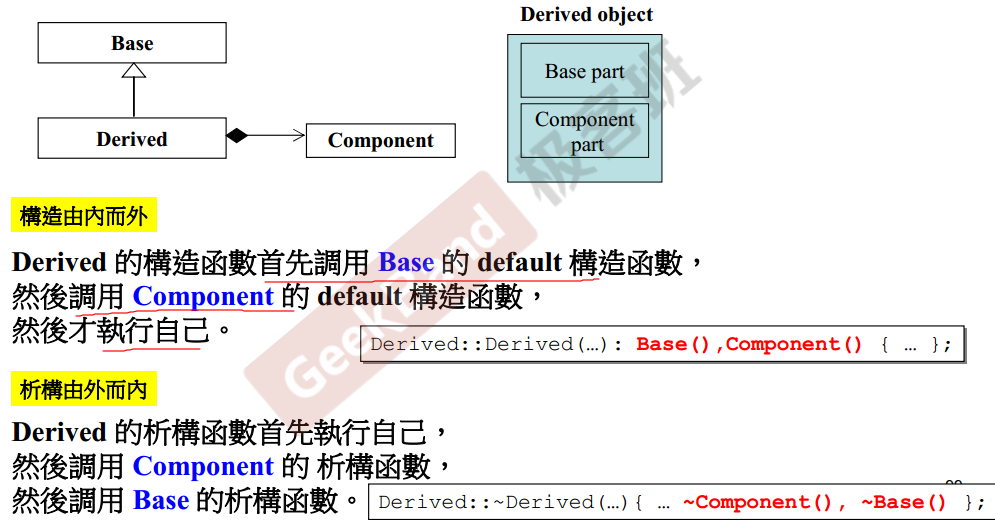 Derived object
Base
Base part
Derived
Component
Component
part
構造由內而外
Derived 的構造函數首先調用 Base 的 default 構造函數，
然後調用 Component 的 default 構造函數，
然後才執行自己。
Derived::Derived(…): Base(),Component() { … };
析構由外而內
Derived 的析構函數首先執行自己，
然後調用 Component 的 析構函數，
然後調用 Base 的析構函數。
Derived::~Derived(…){ … ~Component(), ~Base() };
GeekBand 极客班